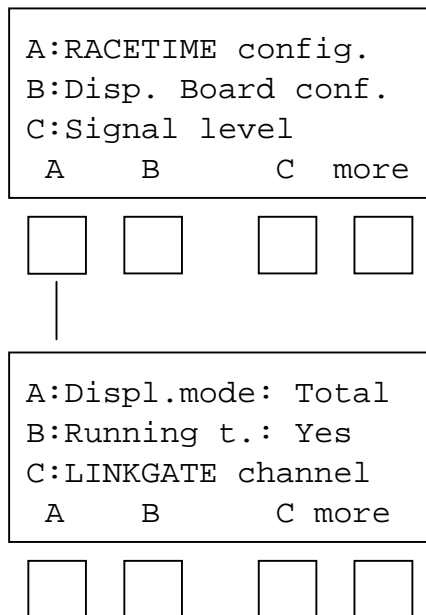 A:RACETIME config.
B:Disp. Board conf.
C:Signal level
A B C more
A:Displ.mode: Total
B:Running t.: Yes
C:LINKGATE channel
A B C more